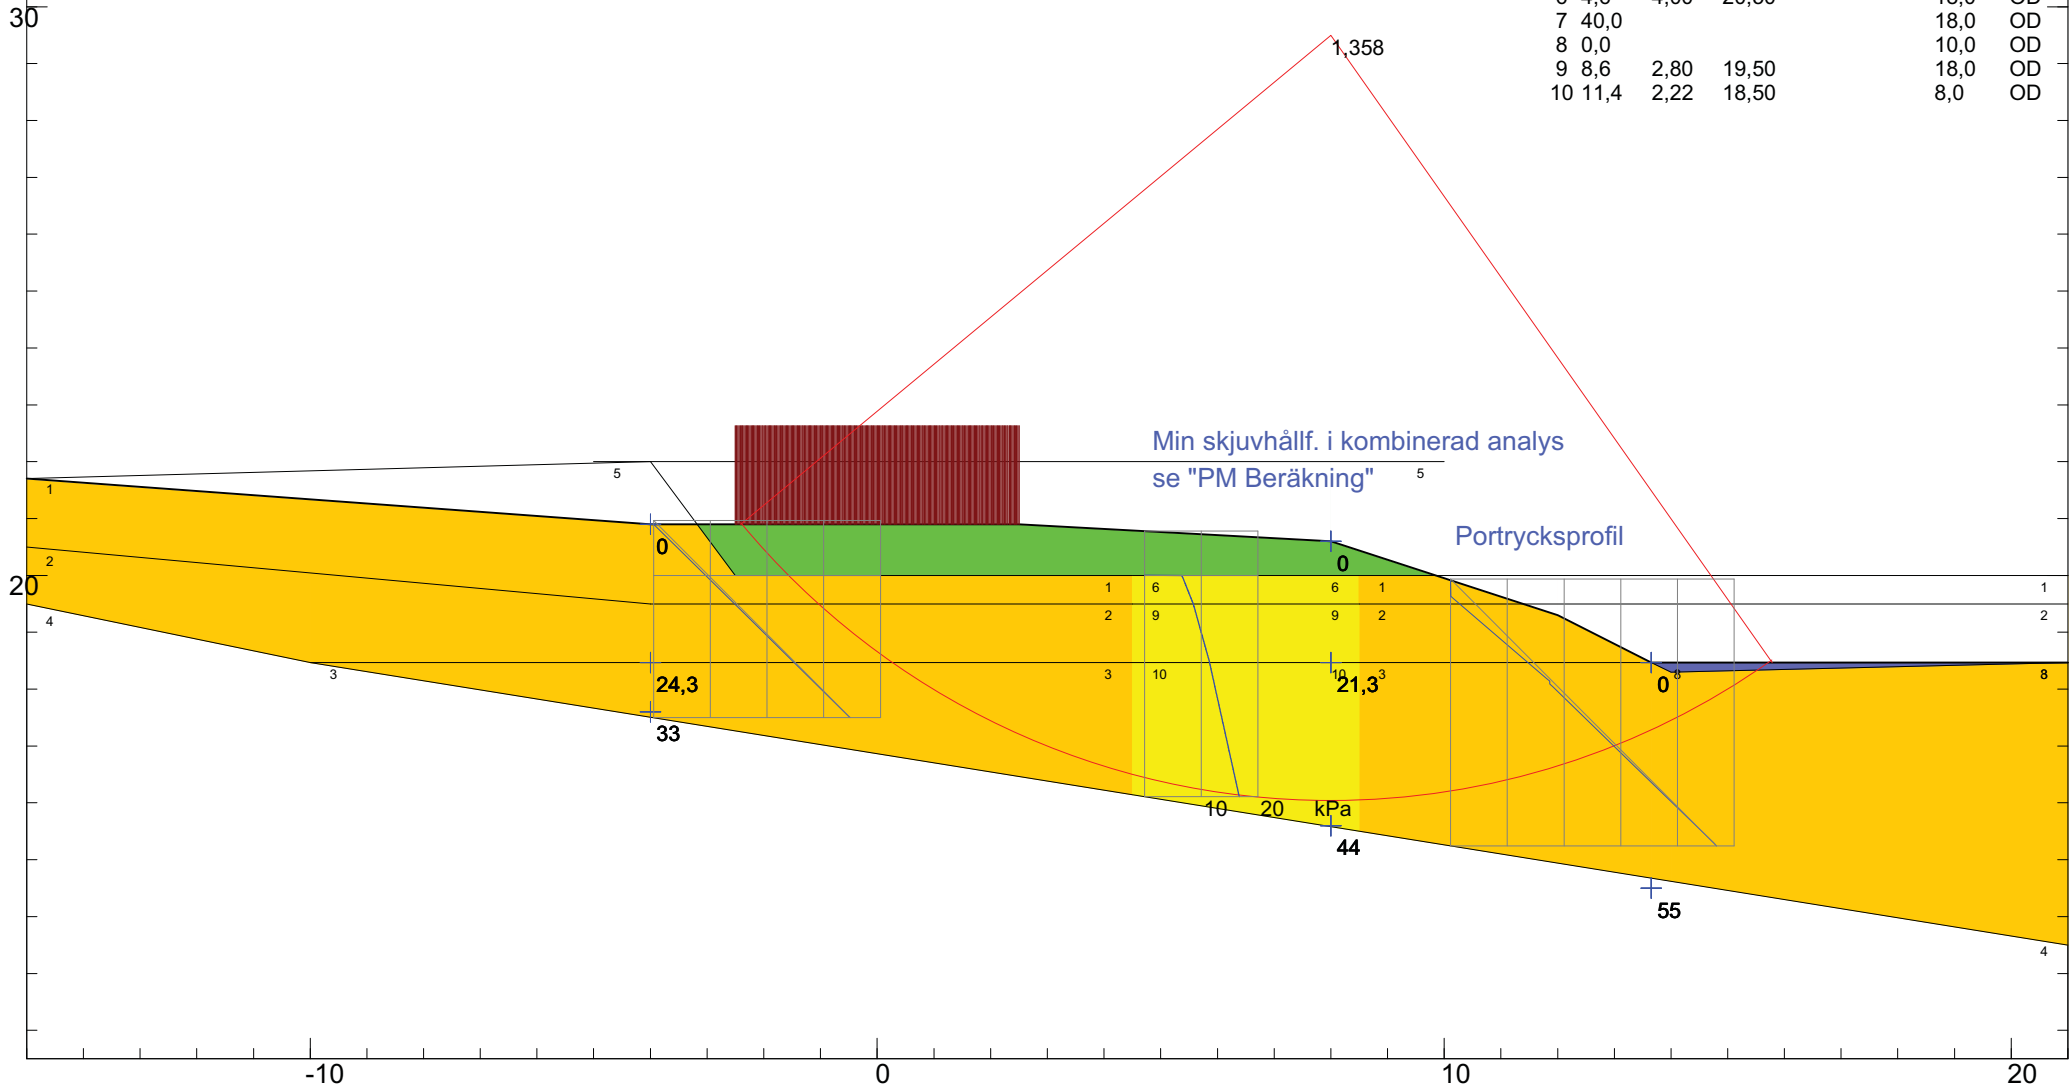 30
7 40,0 18,0 OD
8 0,0 10,0 OD
9 8,6 2,80 19,50 18,0 OD
10 11,4 2,22 18,50 8,0 OD
1,358
Min skjuvhållf. i kombinerad analys
se "PM Beräkning"
5 5
1
Portrycksprofil
0
2
0
20
1 6 6 1 1
2 9 9 2 2
4
3
3 10 10 3 8 8
24,3 21,3 0
33
10 20 kPa
44
55
4
-10 0 10 20